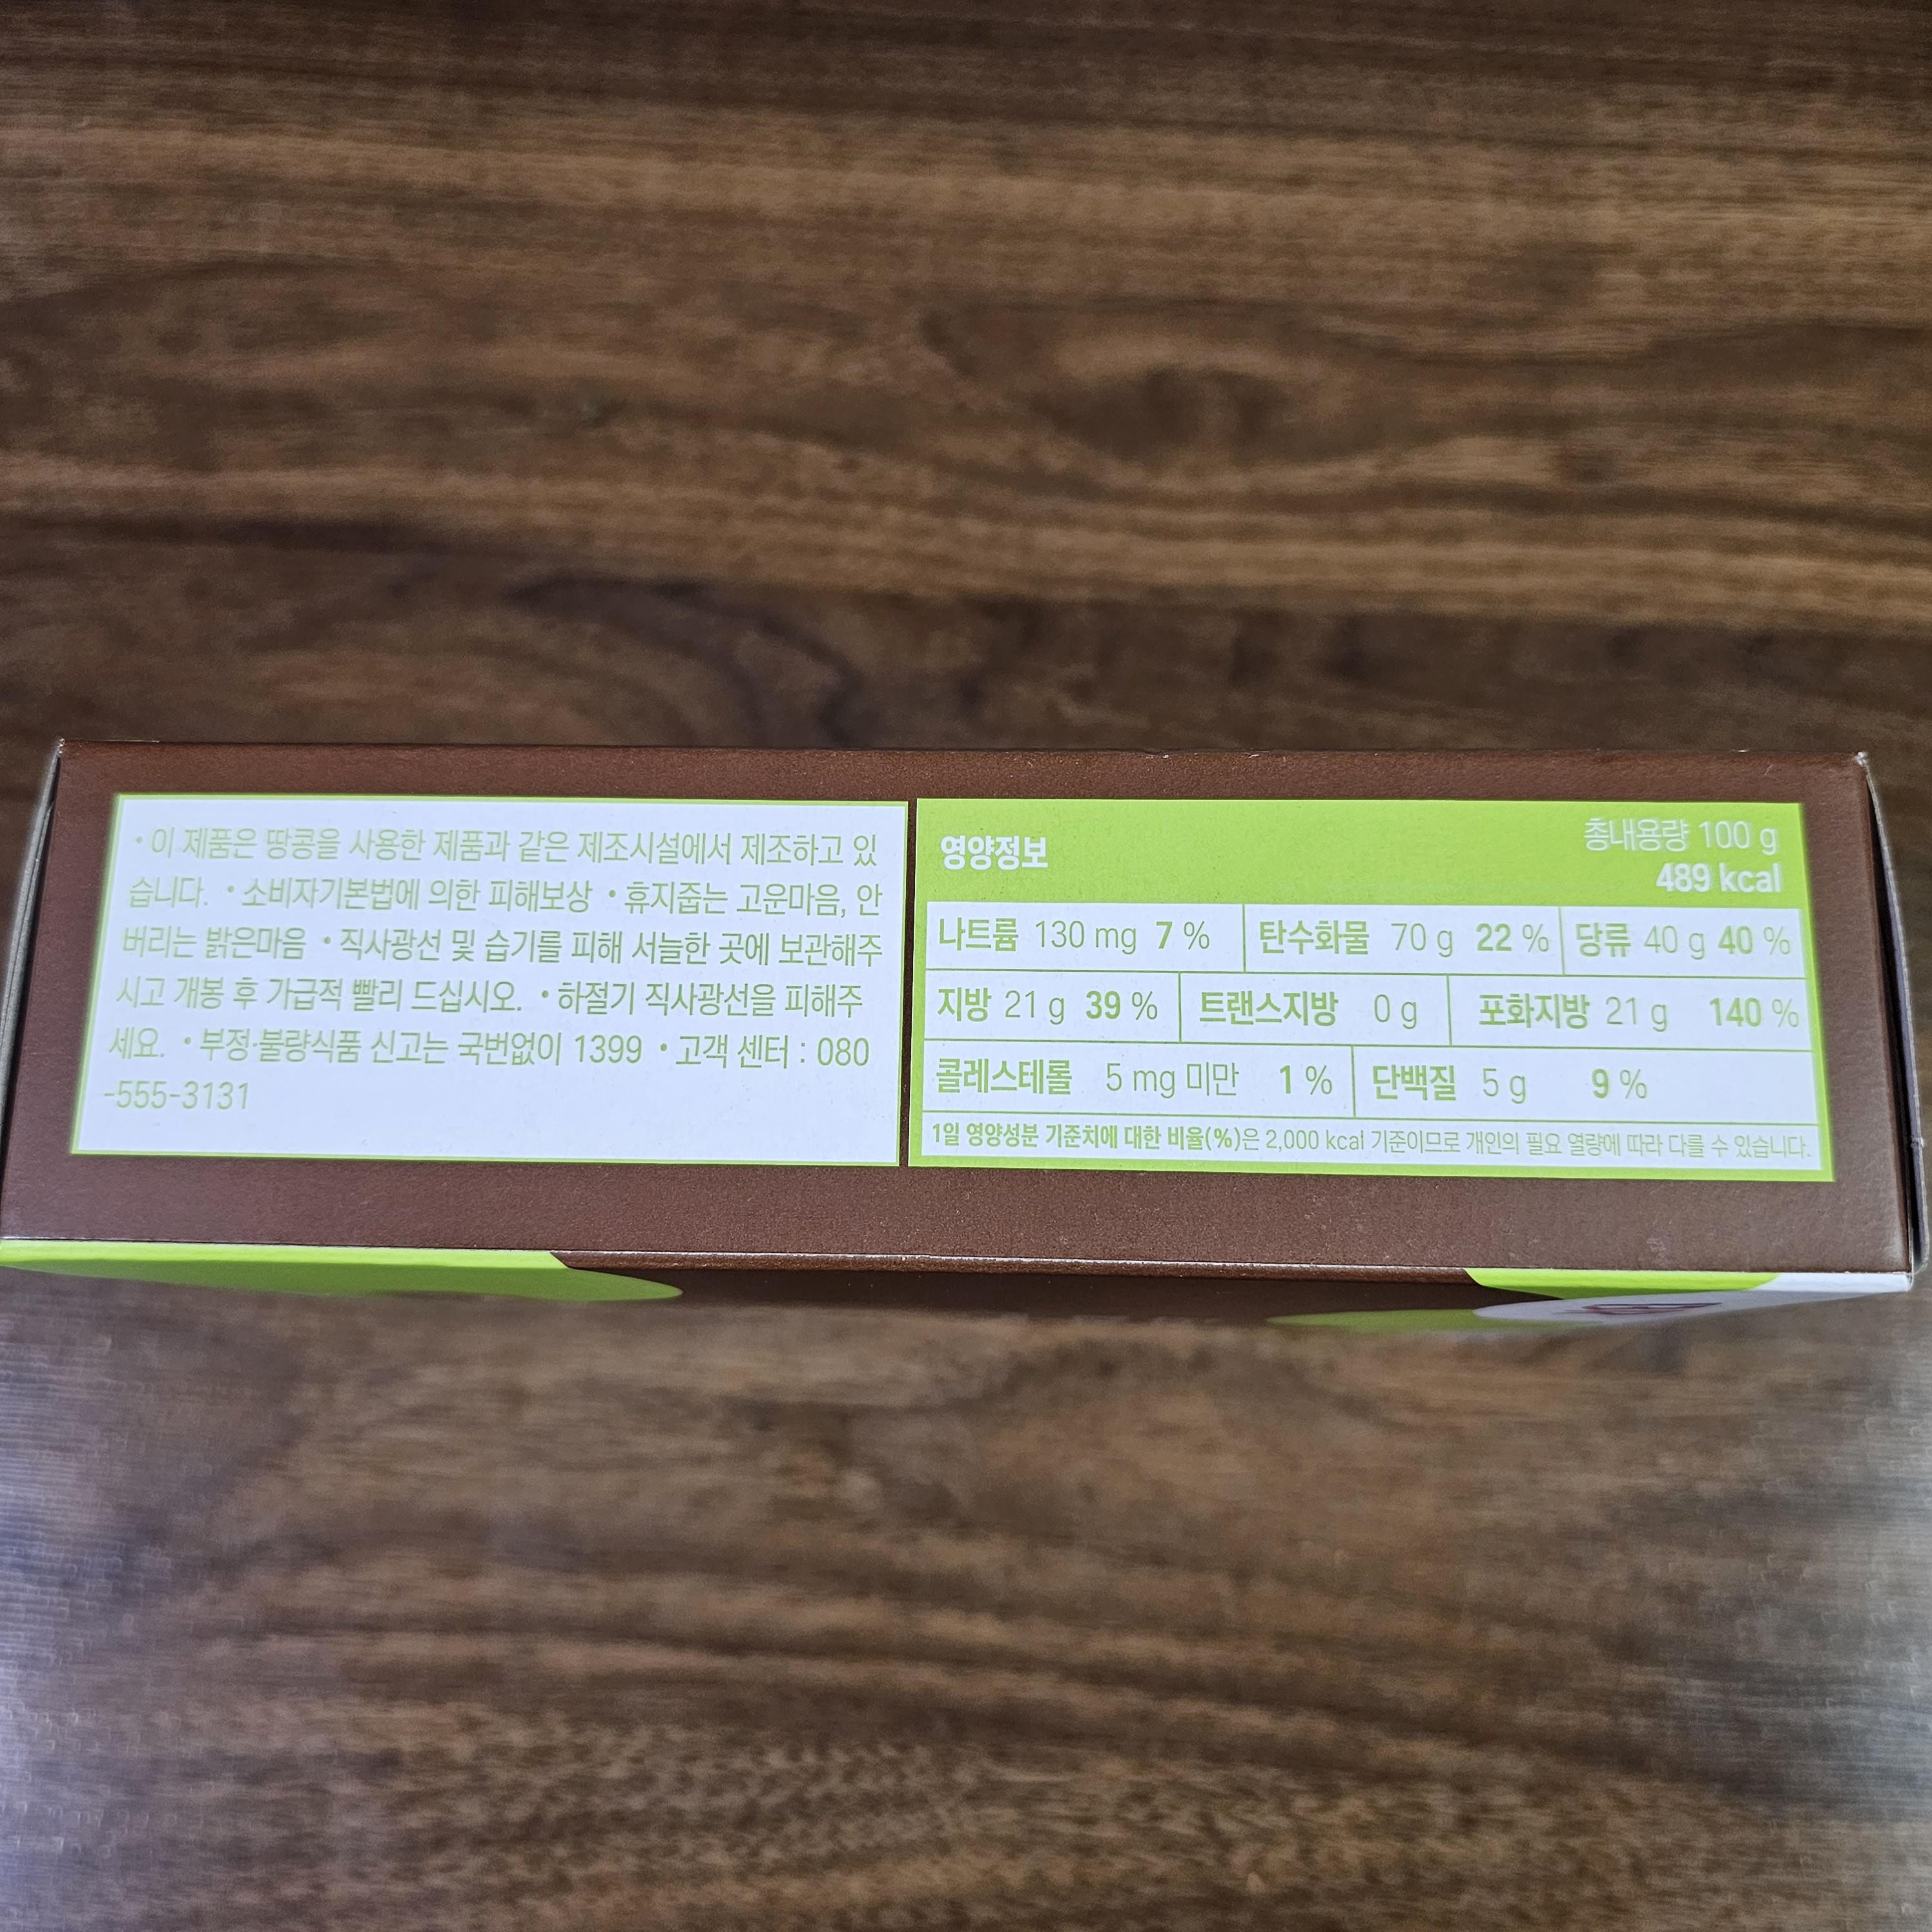 • 이 제품은 땅콩을 사용한 제품과 같은 제조시설에서 제조하고 있
습니다. • 소비자기본법에 의한 피해보상 • 휴지줍는 고운마음, 안
버리는 밝은마음 • 직사광선 및 습기를 피해 서늘한 곳에 보관해주
시고 개봉 후 가급적 빨리 드십시오. • 하절기 직사광선을 피해주
세요. • 부정·불량식품 신고는 국번없이 1399 • 고객 센터 : 080
-555-3131
영양정보
총내용량 100 g
489 kcal
나트륨 130 mg 7 % 탄수화물 70 g 22 % 당류 40 g 40 %
지방 21 g 39 % 트랜스지방 0 g 포화지방 21 g 140 %
콜레스테롤 5 mg 미만 1 % 단백질 5 g 9 %
1일 영양성분 기준치에 대한 비율(%)은 2,000 kcal 기준이므로 개인의 필요 열량에 따라 다를 수 있습니다.